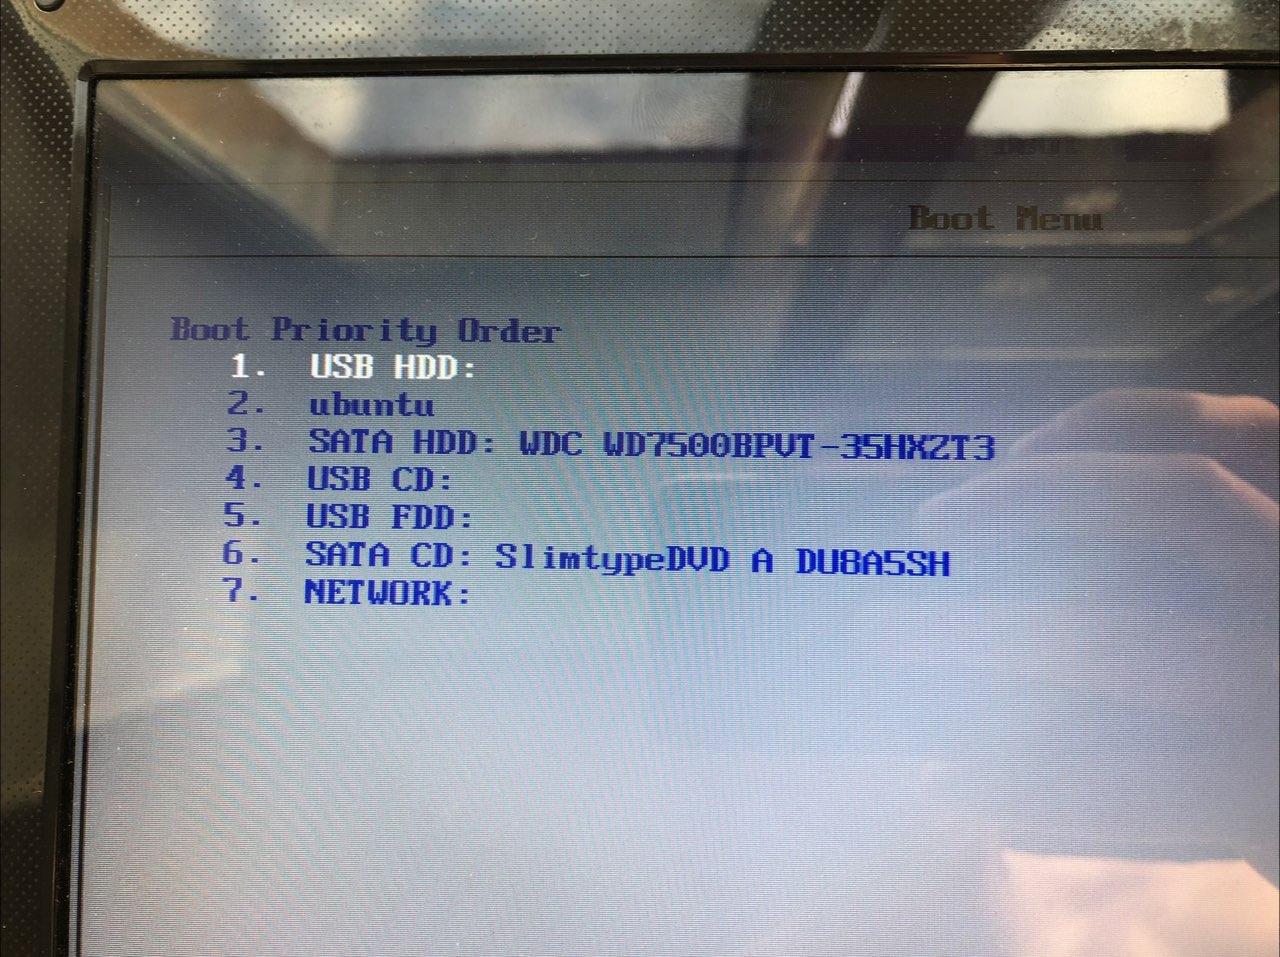 Boot Menu
Boot Priority Order
1. USB HDD:
2. ubuntu
3. SATA HDD: WDC WD7500BPVT-35HXZT3
4. USB CD:
5. USB FDD:
6. SATA CD: SlimtypeDVD A DU8A5SH
7. NETWORK: